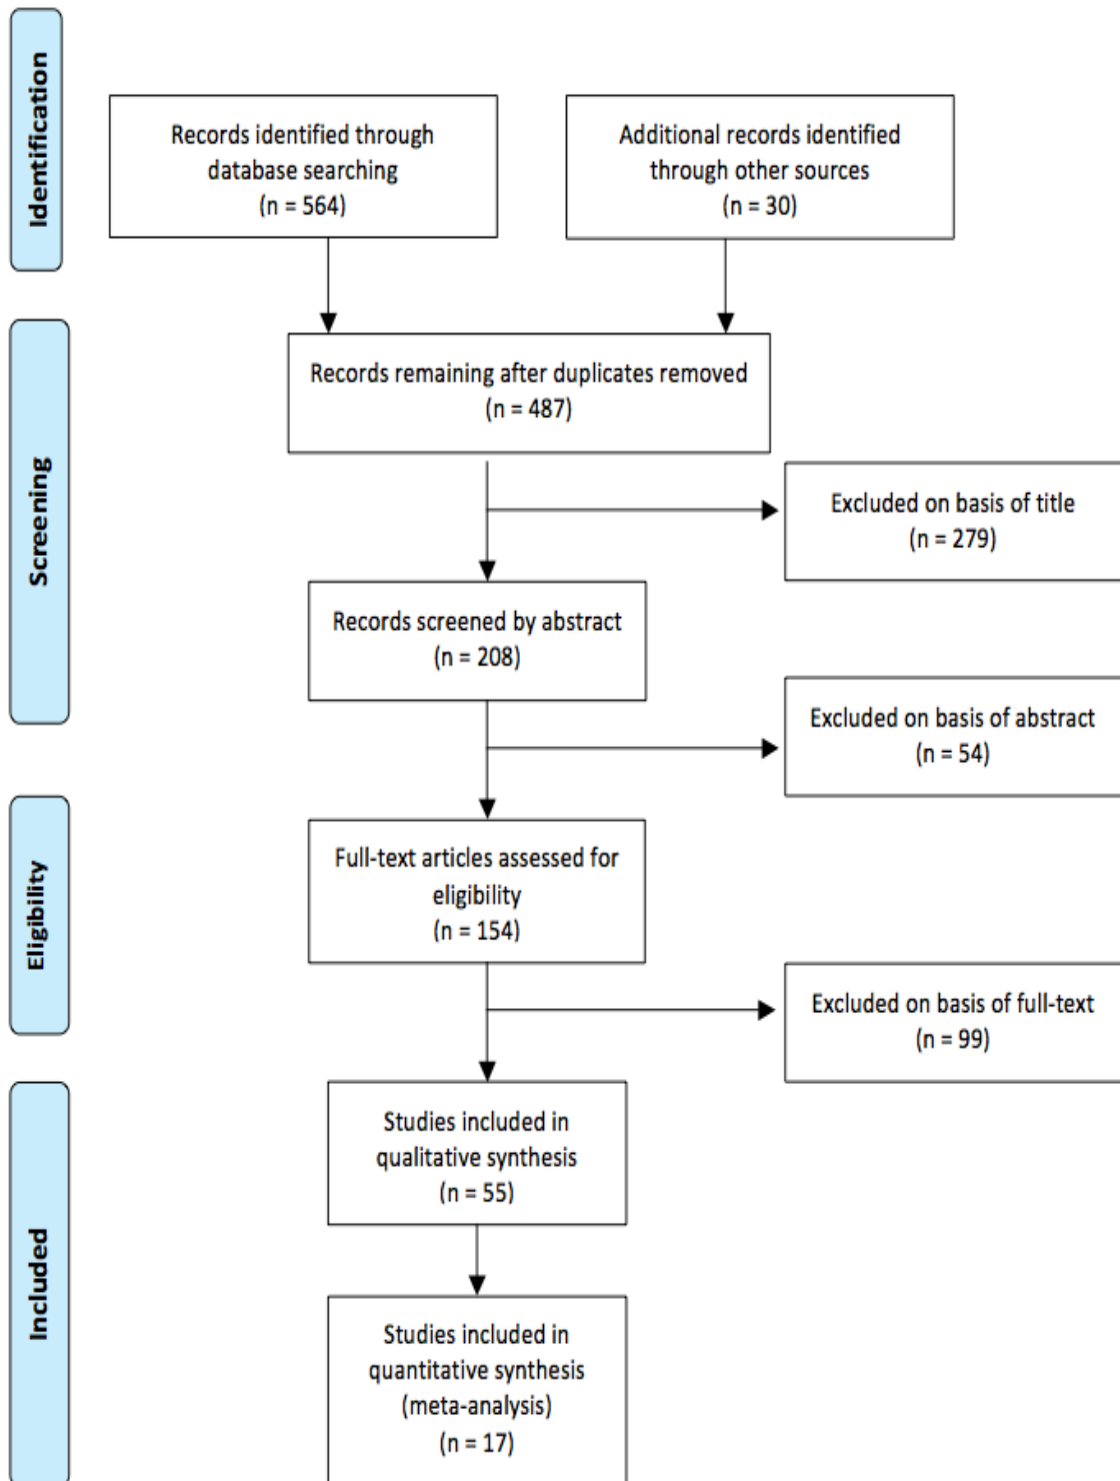 Identification
Records identified through
database searching
(n = 564)
Additional records identified
through other sources
(n = 30)
Screening
Records remaining after duplicates removed
(n = 487)
Excluded on basis of title
(n = 279)
Records screened by abstract
(n = 208)
Excluded on basis of abstract
(n = 54)
Eligibility
Full-text articles assessed for
eligibility
(n = 154)
Excluded on basis of full-text
(n = 99)
Included
Studies included in
qualitative synthesis
(n = 55)
Studies included in
quantitative synthesis
(meta-analysis)
(n = 17)